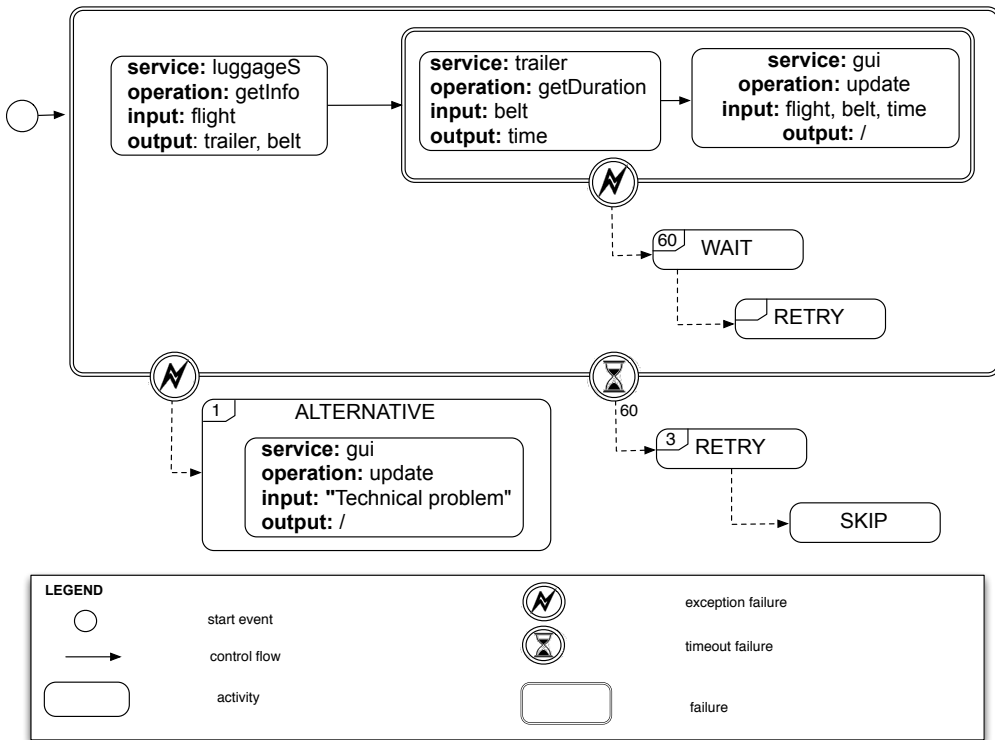 service: luggageS
operation: getInfo
input: flight
output: trailer, belt
service: trailer
operation: getDuration
input: belt
output: time
service: gui
operation: update
input: flight, belt, time
output: /
60
WAIT
RETRY
1
ALTERNATIVE
service: gui
operation: update
input: "Technical problem"
output: /
60
3
RETRY
SKIP
LEGEND
start event
control flow
activity
exception failure
timeout failure
failure